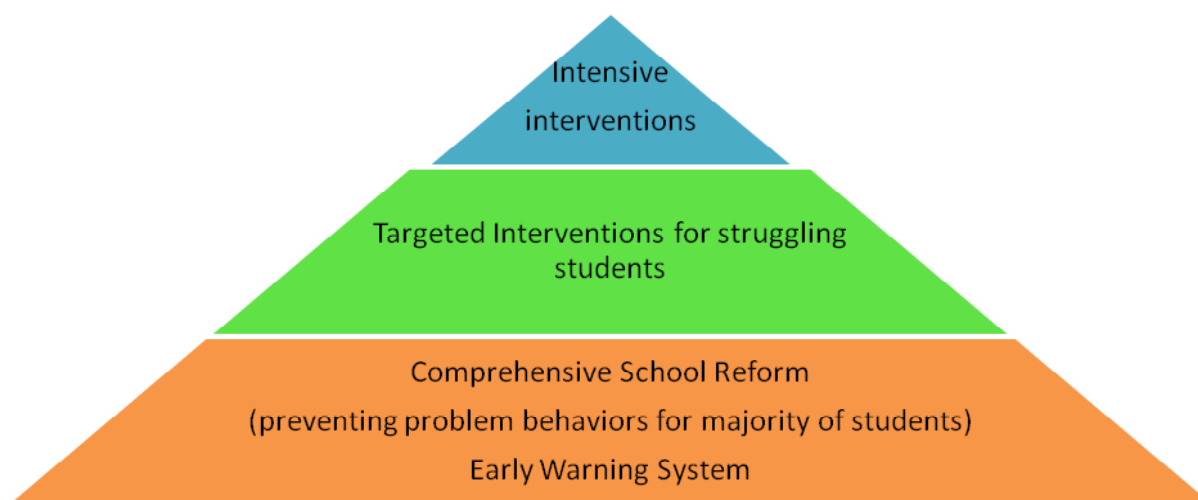 Intensive
interventions
Targeted Interventions for struggling
students
Comprehensive School Reform
(preventing problem behaviors for majority of students)
Early Warning System